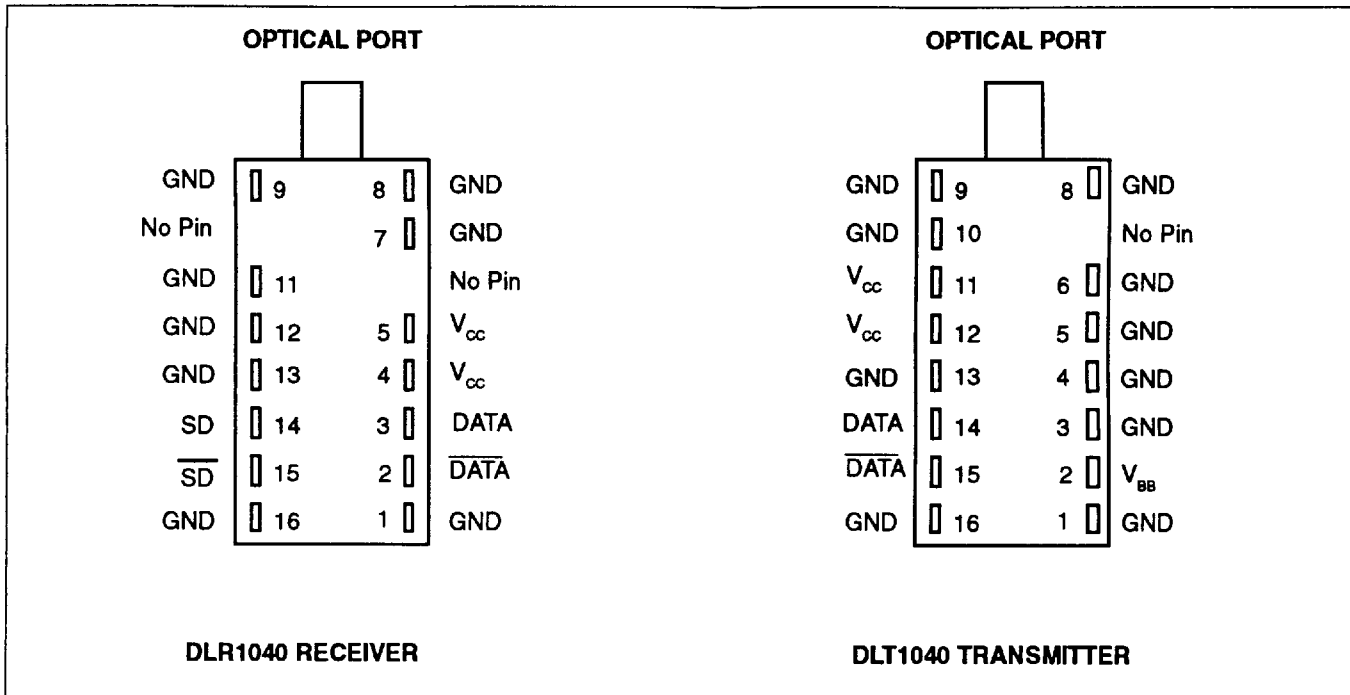 OPTICAL PORT
GND 9 8 GND
No Pin 7 GND
GND 11 No Pin
GND 12 5 Vcc
GND 13 4 Vcc
SD 14 3 DATA
S̅D̅ 15 2 D̅A̅T̅A̅
GND 16 1 GND
DLR1040 RECEIVER
OPTICAL PORT
GND 9 8 GND
GND 10 No Pin
Vcc 11 6 GND
Vcc 12 5 GND
GND 13 4 GND
DATA 14 3 GND
D̅A̅T̅A̅ 15 2 VBB
GND 16 1 GND
DLT1040 TRANSMITTER